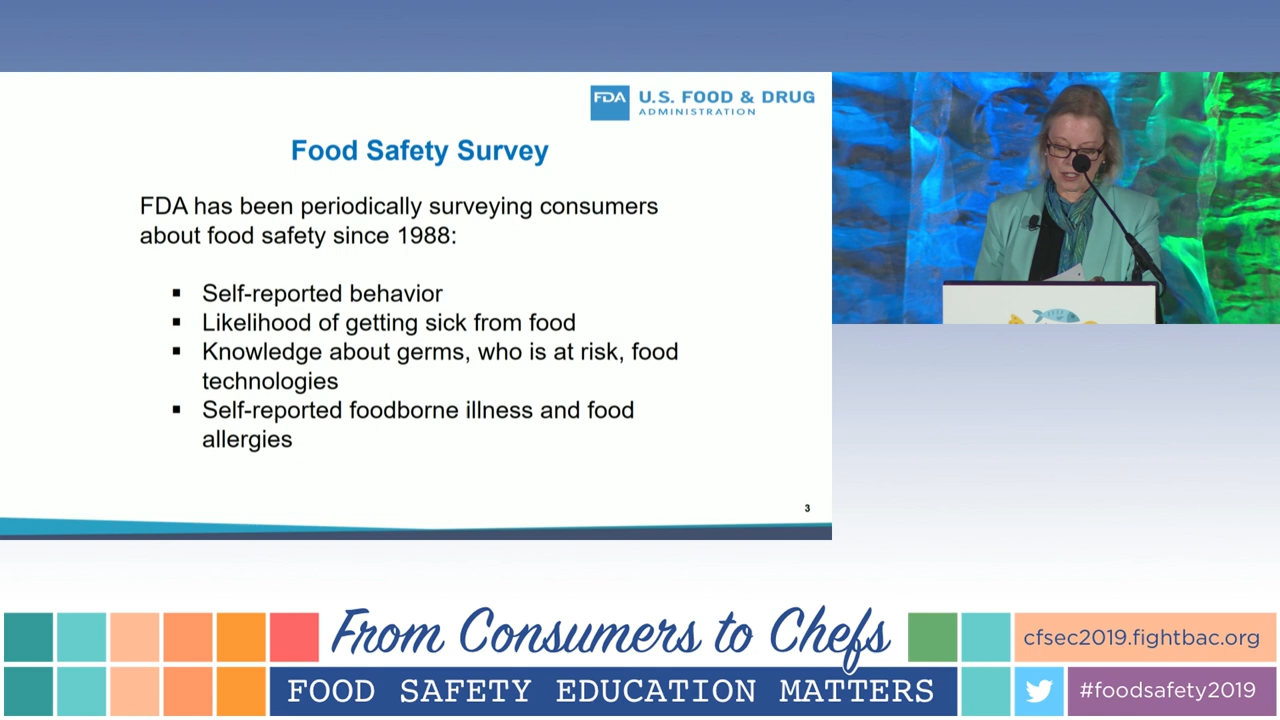 FDA U.S. FOOD & DRUG
ADMINISTRATION
Food Safety Survey
FDA has been periodically surveying consumers
about food safety since 1988:
▪ Self-reported behavior
▪ Likelihood of getting sick from food
▪ Knowledge about germs, who is at risk, food
technologies
▪ Self-reported foodborne illness and food
allergies
3
From Consumers to Chefs
FOOD SAFETY EDUCATION MATTERS
cfsec2019.fightbac.org
#foodsafety2019